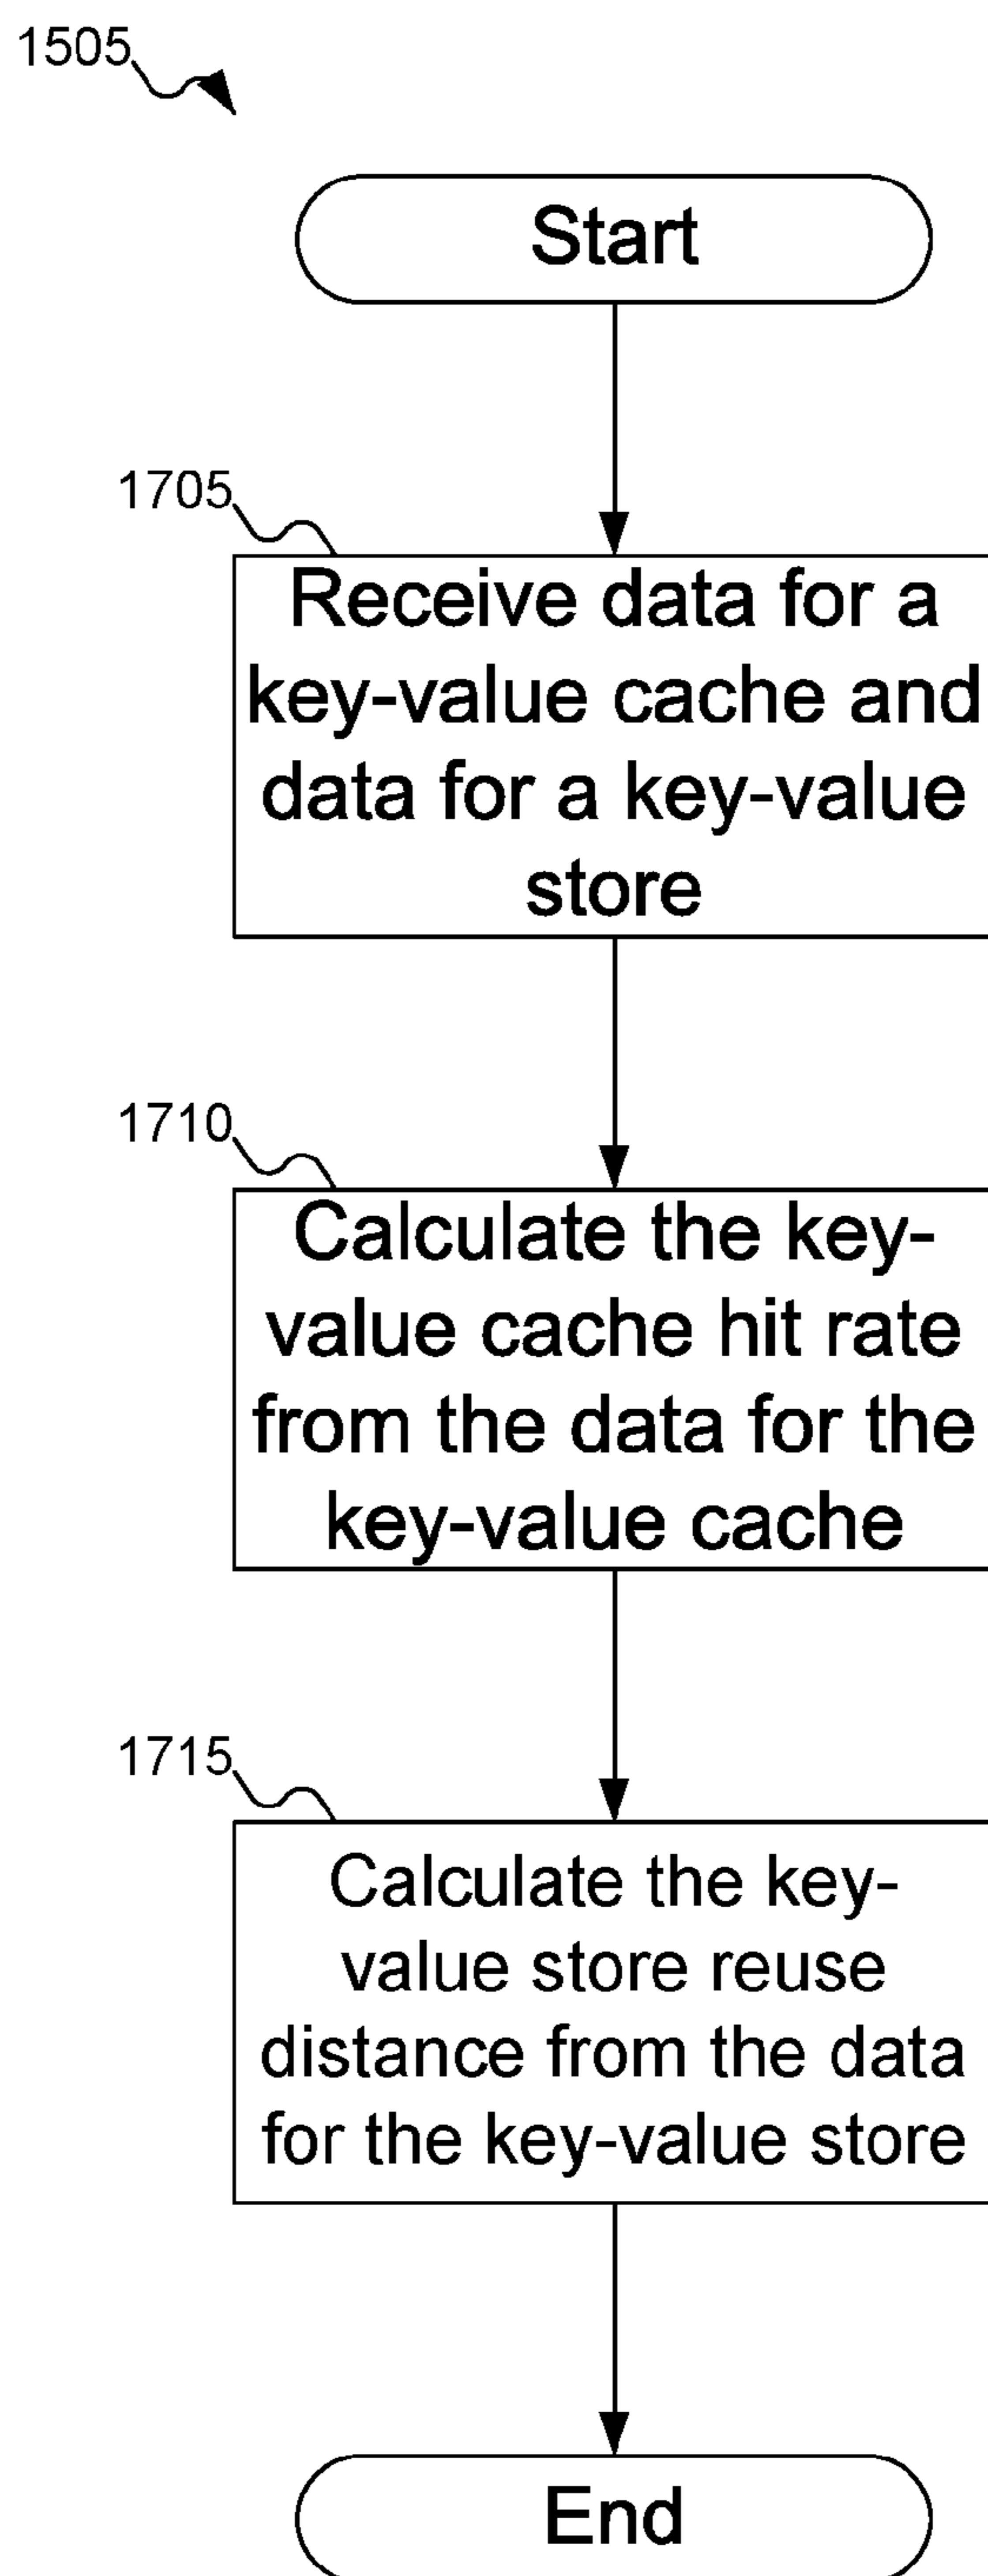 1505
Start
1705
Receive data for a
key-value cache and
data for a key-value
store
1710
Calculate the key-
value cache hit rate
from the data for the
key-value cache
1715
Calculate the key-
value store reuse
distance from the data
for the key-value store
End